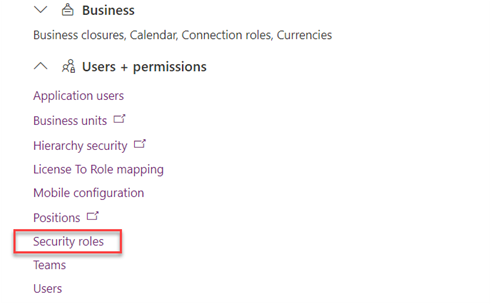 Business
Business closures, Calendar, Connection roles, Currencies
Users + permissions
Application users
Business units
Hierarchy security
License To Role mapping
Mobile configuration
Positions
Security roles
Teams
Users